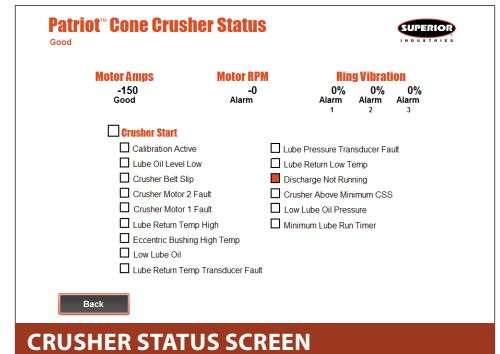 Patriot™ Cone Crusher Status
Good
SUPERIOR
INDUSTRIES
Motor Amps Motor RPM Ring Vibration
-150 -0 0% 0% 0%
Good Alarm Alarm Alarm Alarm
1 2 3
Crusher Start
Calibration Active
Lube Oil Level Low
Crusher Belt Slip
Crusher Motor 2 Fault
Crusher Motor 1 Fault
Lube Return Temp High
Eccentric Bushing High Temp
Low Lube Oil
Lube Return Temp Transducer Fault
Lube Pressure Transducer Fault
Lube Return Low Temp
Discharge Not Running
Crusher Above Minimum CSS
Low Lube Oil Pressure
Minimum Lube Run Timer
Back
CRUSHER STATUS SCREEN